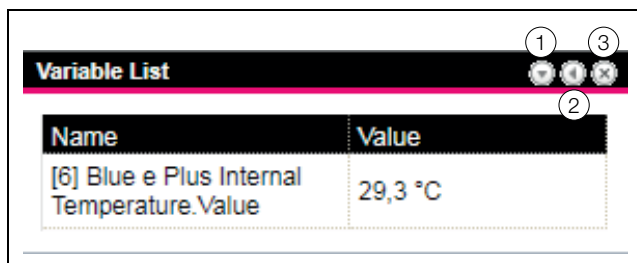 1 3
Variable List
2
Name Value
[6] Blue e Plus Internal
Temperature.Value 29,3 °C